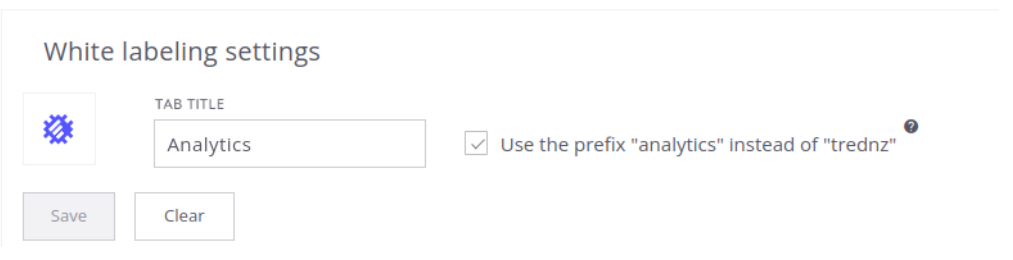 White labeling settings
TAB TITLE
Analytics
Use the prefix "analytics" instead of "trednz"
?
Save
Clear